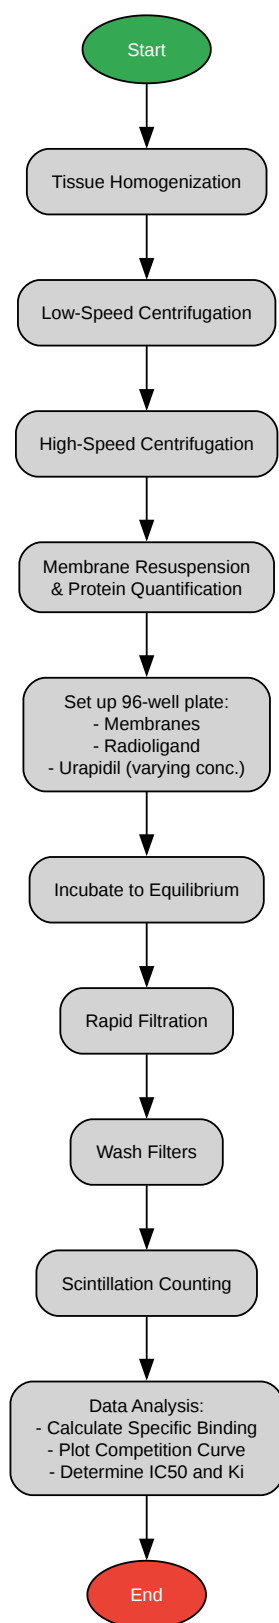 Start
Tissue Homogenization
Low-Speed Centrifugation
High-Speed Centrifugation
Membrane Resuspension
& Protein Quantification
Set up 96-well plate:
- Membranes
- Radioligand
- Urapidil (varying conc.)
Incubate to Equilibrium
Rapid Filtration
Wash Filters
Scintillation Counting
Data Analysis:
- Calculate Specific Binding
- Plot Competition Curve
- Determine IC50 and Ki
End